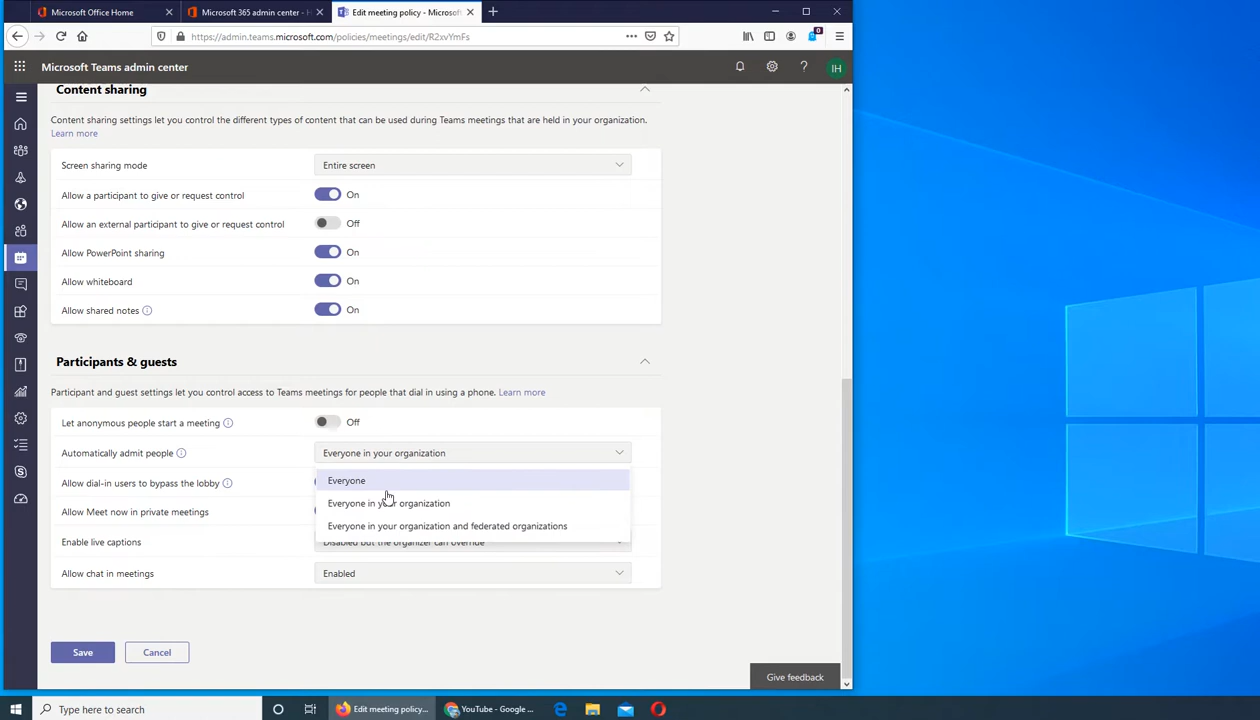 Microsoft Office Home
Microsoft 365 admin center - H
Edit meeting policy - Microsoft
https://admin.teams.microsoft.com/policies/meetings/edit/R2xvYmFs
0
Microsoft Teams admin center
IH
Content sharing
Content sharing settings let you control the different types of content that can be used during Teams meetings that are held in your organization.
Learn more
Screen sharing mode Entire screen
Allow a participant to give or request control On
Allow an external participant to give or request control Off
Allow PowerPoint sharing On
Allow whiteboard On
Allow shared notes On
Participants & guests
Participant and guest settings let you control access to Teams meetings for people that dial in using a phone. Learn more
Let anonymous people start a meeting Off
Automatically admit people Everyone in your organization
Everyone
Allow dial-in users to bypass the lobby
Everyone in your organization
Allow Meet now in private meetings
Everyone in your organization and federated organizations
Enable live captions Disabled but the organizer can override
Allow chat in meetings Enabled
Save Cancel
Give feedback
Type here to search
Edit meeting policy...
YouTube - Google ...